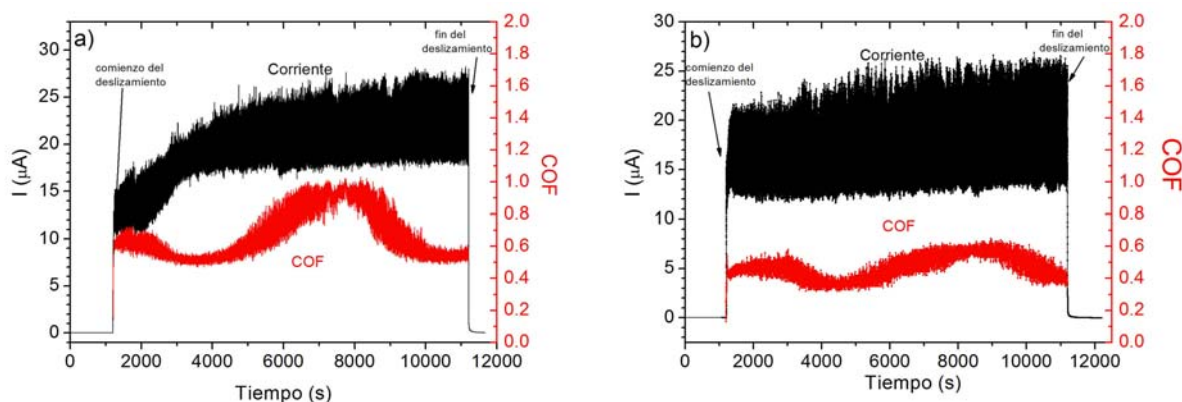 a)
comienzo del
deslizamiento
Corriente
fin del
deslizamiento
COF
I (μA)
35
30
25
20
15
10
5
0
0
2000
4000
6000
8000
10000
12000
Tiempo (s)
2.0
1.8
1.6
1.4
1.2
1.0
0.8
0.6
0.4
0.2
0.0
COF
b)
comienzo del
deslizamiento
Corriente
fin del
deslizamiento
COF
I (μA)
30
25
20
15
10
5
0
0
2000
4000
6000
8000
10000
12000
Tiempo (s)
2.0
1.8
1.6
1.4
1.2
1.0
0.8
0.6
0.4
0.2
0.0
COF